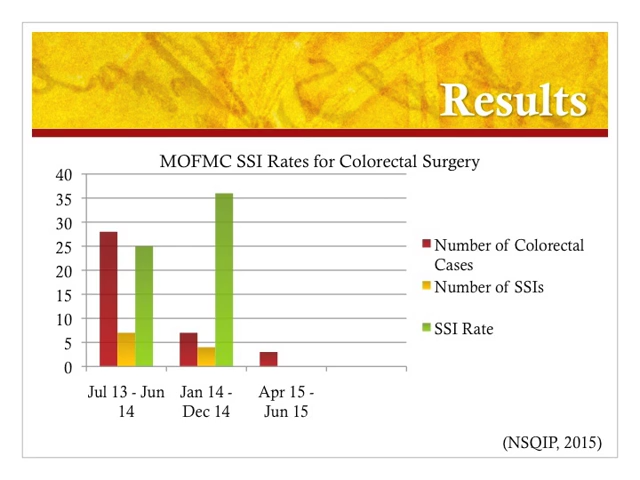 Results
MOFMC SSI Rates for Colorectal Surgery
40
35
30
25
20
15
10
5
0
Jul 13 - Jun
14
Jan 14 -
Dec 14
Apr 15 -
Jun 15
Number of Colorectal
Cases
Number of SSIs
SSI Rate
(NSQIP, 2015)